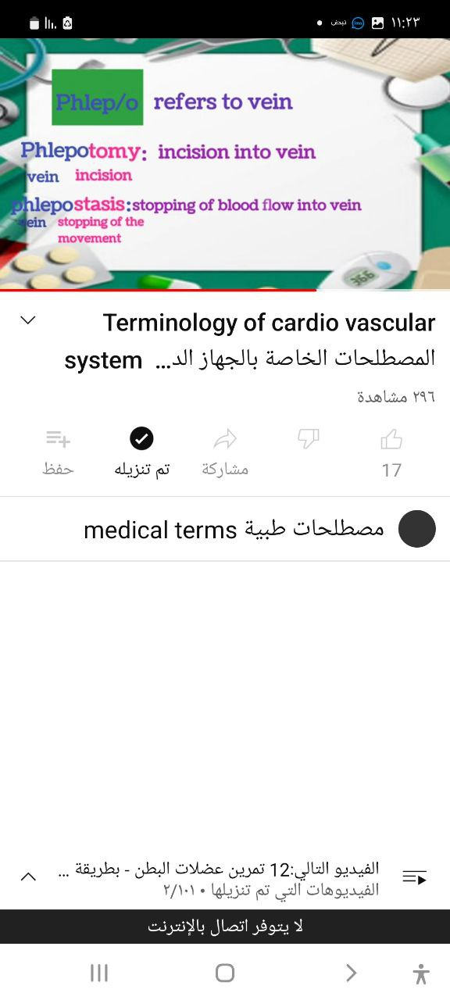 ١١:٢٣
نبض
Phlep/o refers to vein
Phlepotomy: incision into vein
vein incision
phlepostasis:stopping of blood flow into vein
vein stopping of the
movement
36.6
Terminology of cardio vascular
system المصطلحات الخاصة بالجهاز الد...
٢٩٦ مشاهدة
17
مشاركة
تم تنزيله
حفظ
مصطلحات طبية medical terms
الفيديو التالي:12 تمرين عضلات البطن - بطريقة ...
الفيديوهات التي تم تنزيلها • ٢/١٠١
لا يتوفر اتصال بالإنترنت